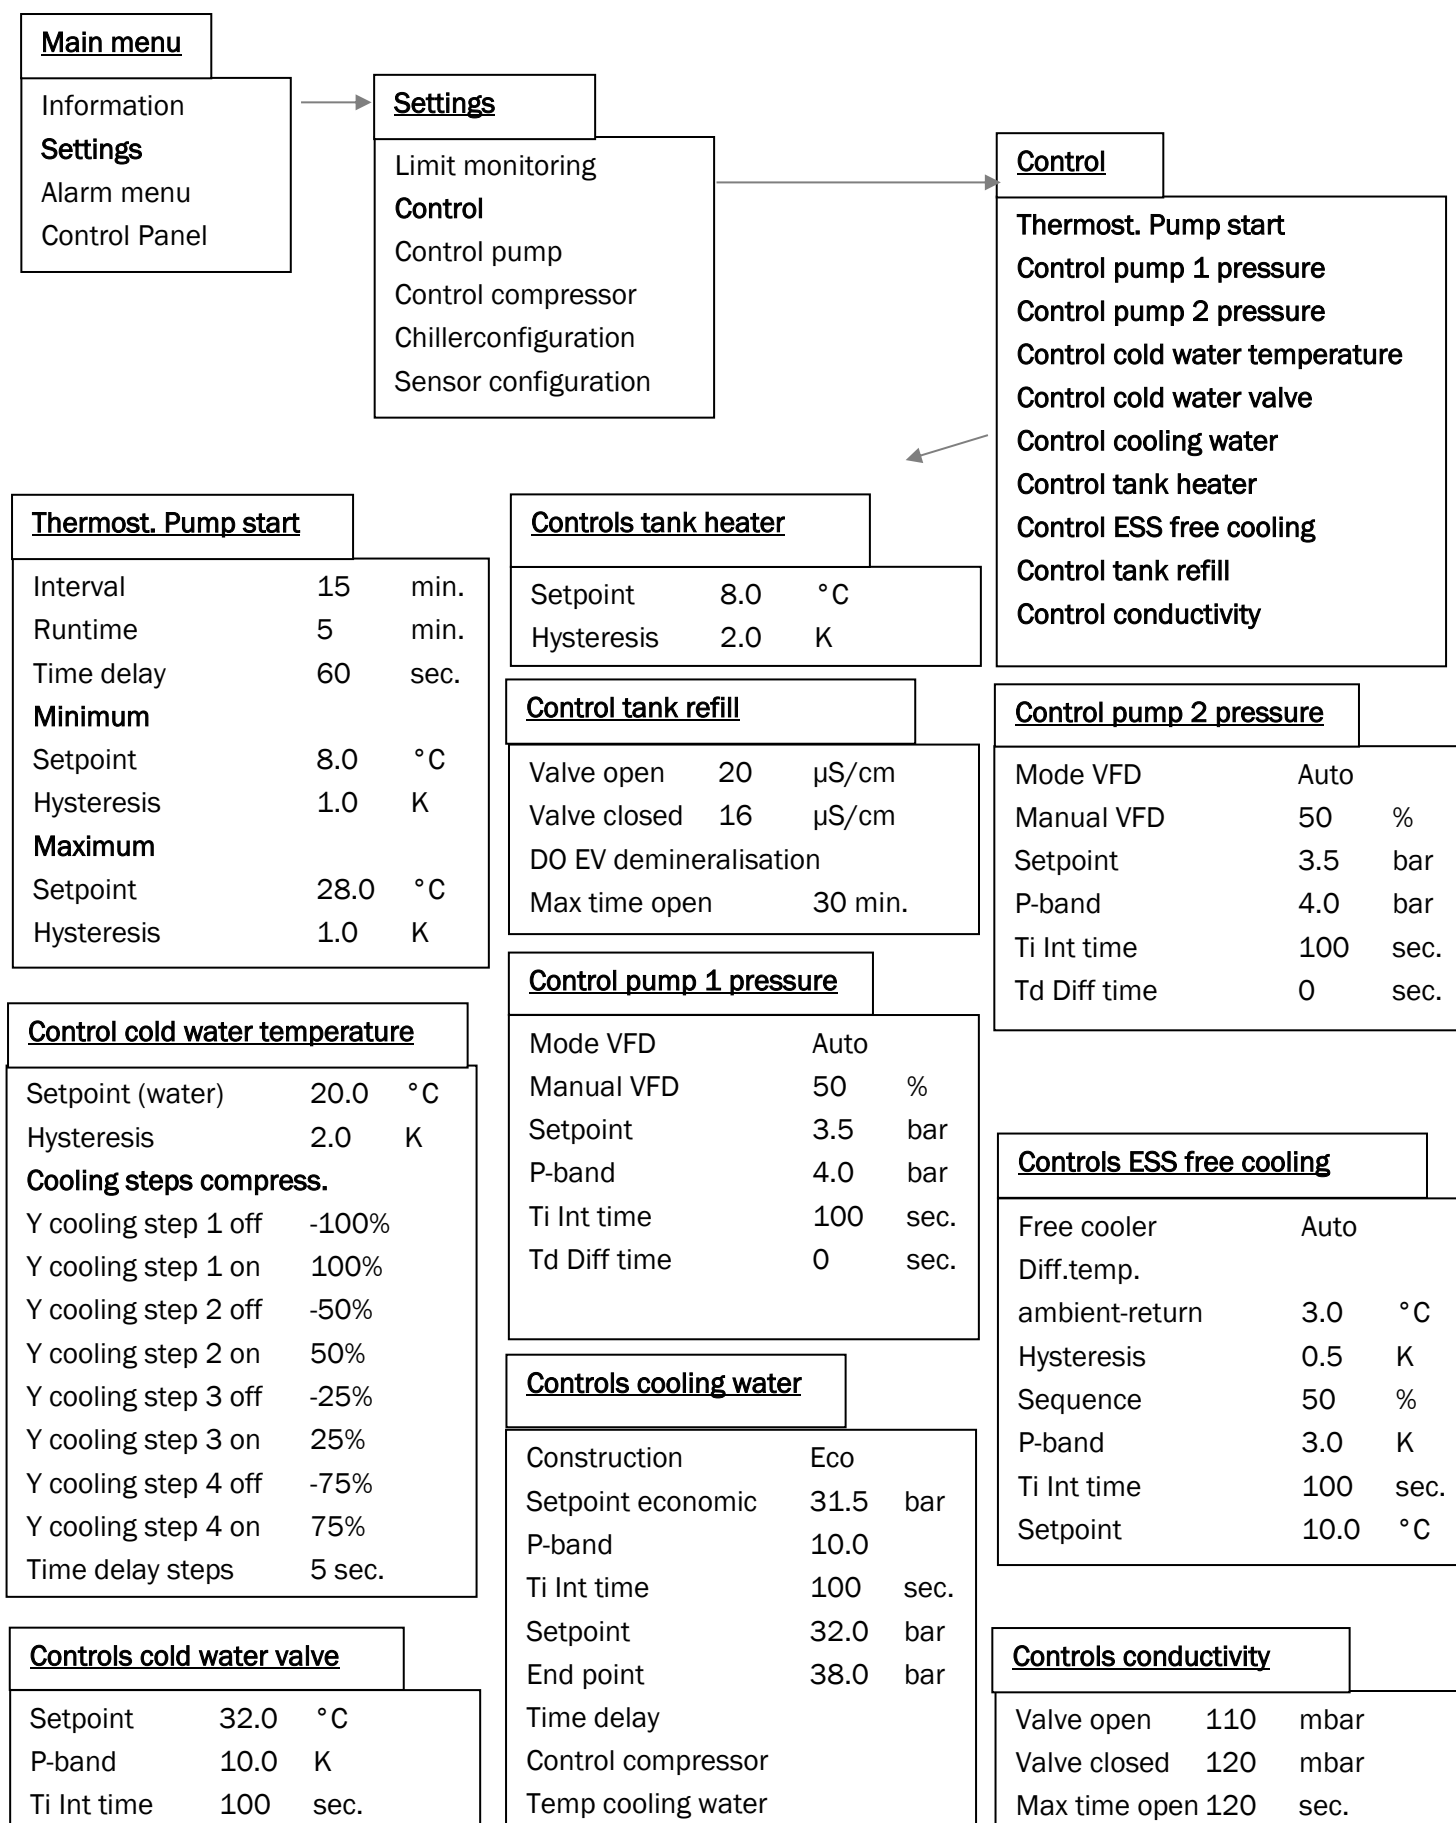 Main menu
Information
Settings
Alarm menu
Control Panel
Settings
Limit monitoring
Control
Control pump
Control compressor
Chillerconfiguration
Sensor configuration
Control
Thermost. Pump start
Control pump 1 pressure
Control pump 2 pressure
Control cold water temperature
Control cold water valve
Control cooling water
Control tank heater
Control ESS free cooling
Control tank refill
Control conductivity
Thermost. Pump start
Interval 15 min.
Runtime 5 min.
Time delay 60 sec.
Minimum
Setpoint 8.0 °C
Hysteresis 1.0 K
Maximum
Setpoint 28.0 °C
Hysteresis 1.0 K
Controls tank heater
Setpoint 8.0 °C
Hysteresis 2.0 K
Control tank refill
Valve open 20 µS/cm
Valve closed 16 µS/cm
DO EV demineralisation
Max time open 30 min.
Control pump 2 pressure
Mode VFD Auto
Manual VFD 50 %
Setpoint 3.5 bar
P-band 4.0 bar
Ti Int time 100 sec.
Td Diff time 0 sec.
Control cold water temperature
Setpoint (water) 20.0 °C
Hysteresis 2.0 K
Cooling steps compress.
Y cooling step 1 off -100%
Y cooling step 1 on 100%
Y cooling step 2 off -50%
Y cooling step 2 on 50%
Y cooling step 3 off -25%
Y cooling step 3 on 25%
Y cooling step 4 off -75%
Y cooling step 4 on 75%
Time delay steps 5 sec.
Control pump 1 pressure
Mode VFD Auto
Manual VFD 50 %
Setpoint 3.5 bar
P-band 4.0 bar
Ti Int time 100 sec.
Td Diff time 0 sec.
Controls ESS free cooling
Free cooler Auto
Diff.temp.
ambient-return 3.0 °C
Hysteresis 0.5 K
Sequence 50 %
P-band 3.0 K
Ti Int time 100 sec.
Setpoint 10.0 °C
Controls cooling water
Construction Eco
Setpoint economic 31.5 bar
P-band 10.0
Ti Int time 100 sec.
Setpoint 32.0 bar
End point 38.0 bar
Time delay
Control compressor
Temp cooling water
Controls cold water valve
Setpoint 32.0 °C
P-band 10.0 K
Ti Int time 100 sec.
Controls conductivity
Valve open 110 mbar
Valve closed 120 mbar
Max time open 120 sec.